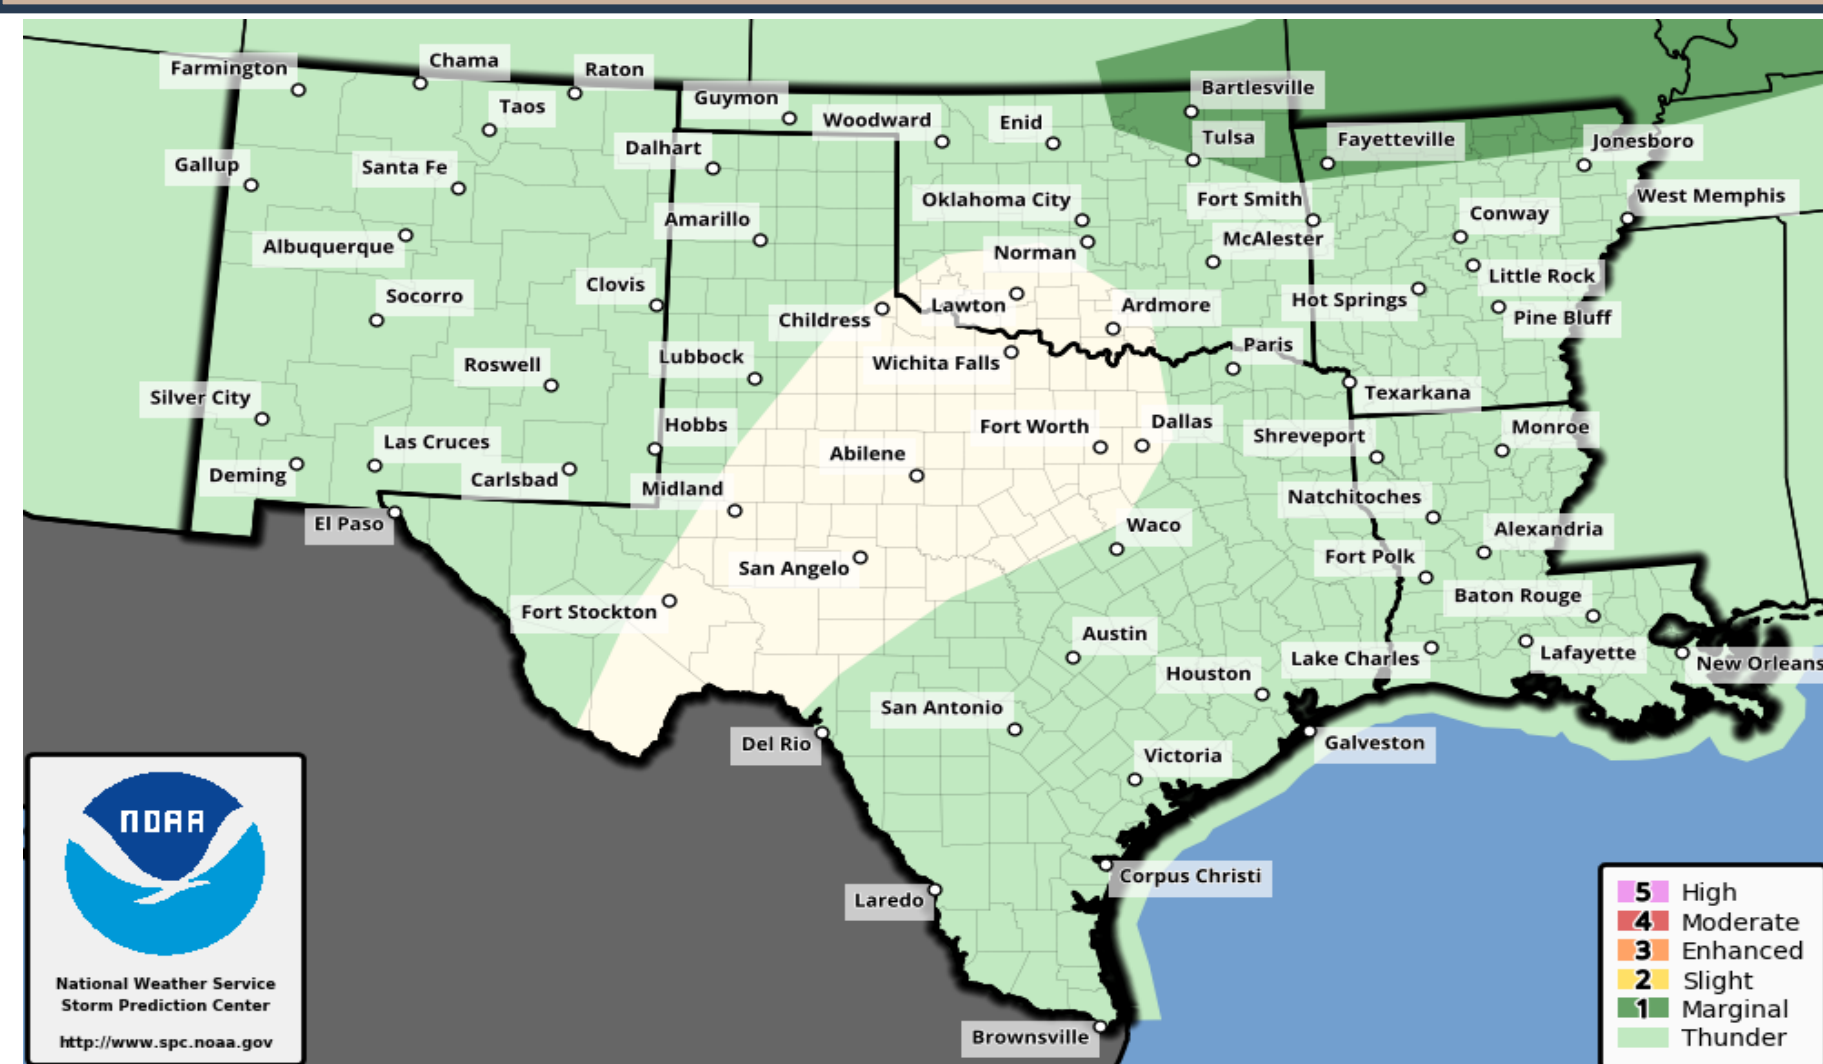 Farmington
Chama
Raton
Taos
Guymon
Woodward
Enid
Bartlesville
Tulsa
Fayetteville
Jonesboro
Gallup
Santa Fe
Dalhart
Oklahoma City
Fort Smith
West Memphis
Albuquerque
Amarillo
Norman
McAlester
Conway
Socorro
Clovis
Childress
Lawton
Ardmore
Hot Springs
Little Rock
Pine Bluff
Roswell
Lubbock
Wichita Falls
Paris
Texarkana
Silver City
Las Cruces
Hobbs
Abilene
Fort Worth
Dallas
Shreveport
Monroe
Deming
Carlsbad
Midland
Natchitoches
El Paso
San Angelo
Waco
Fort Polk
Alexandria
Fort Stockton
Austin
Baton Rouge
Houston
Lake Charles
Lafayette
New Orleans
Del Rio
San Antonio
Victoria
Galveston
Laredo
Corpus Christi
Brownsville
NOAA
National Weather Service
Storm Prediction Center
http://www.spc.noaa.gov
5 High
4 Moderate
3 Enhanced
2 Slight
1 Marginal
Thunder